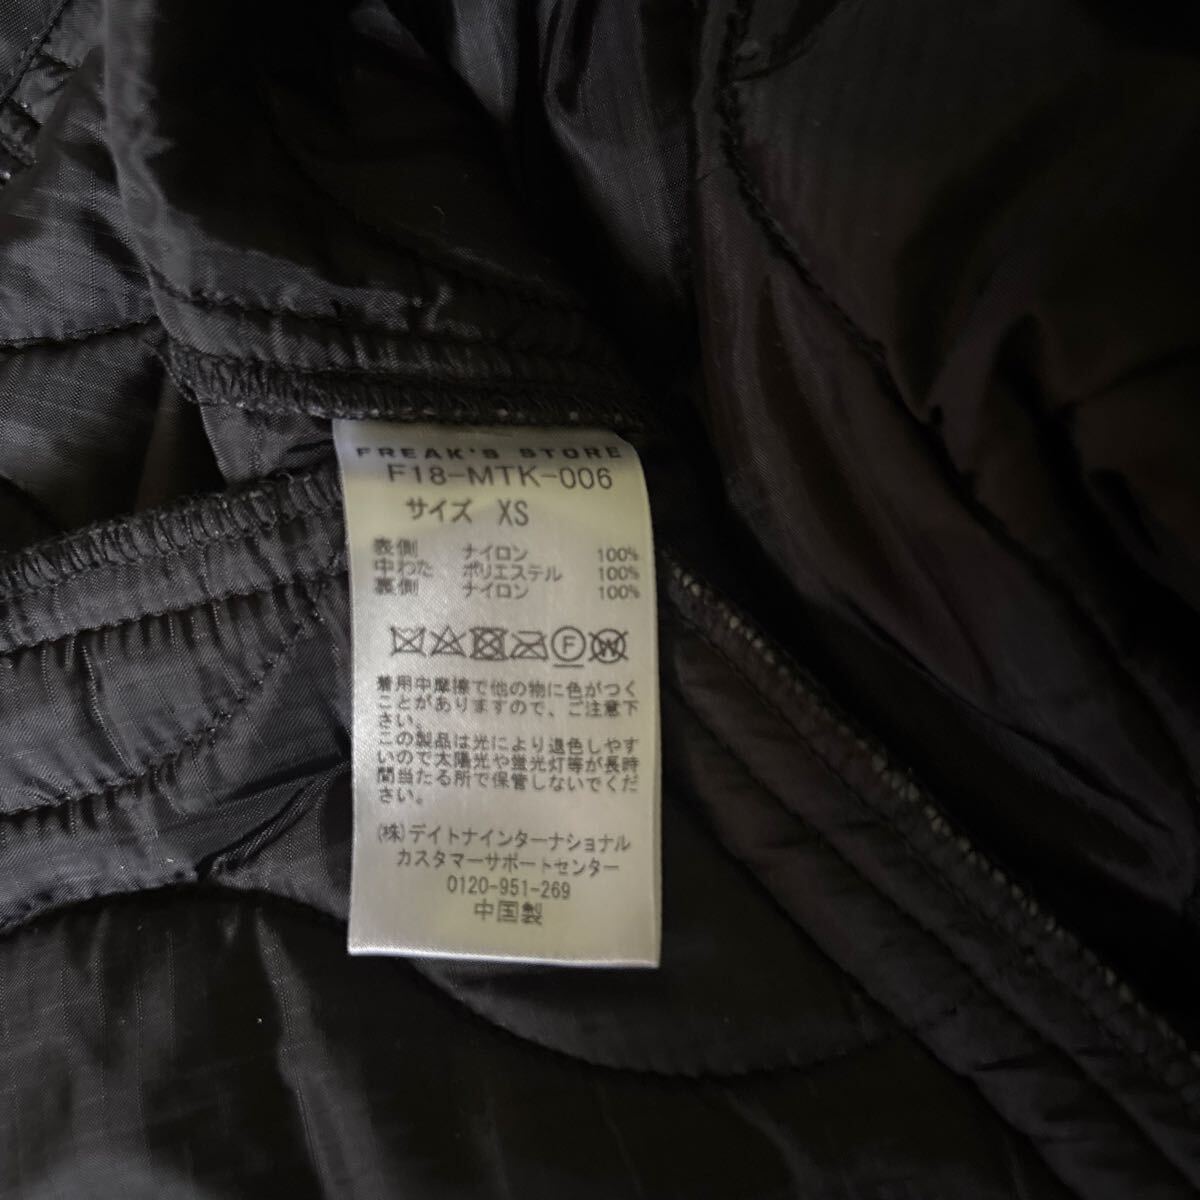 FREAK'S STORE
F18-MTK-006
サイズ XS
表側 ナイロン 100%
中わた ポリエステル 100%
裏側 ナイロン 100%
F W
着用中摩擦で他の物に色がつく
ことがありますので、ご注意下
さい。
この製品は光により退色しやす
いので太陽光や蛍光灯等が長時
間当たる所で保管しないでくだ
さい。
(株)デイトナインターナショナル
カスタマーサポートセンター
0120-951-269
中国製